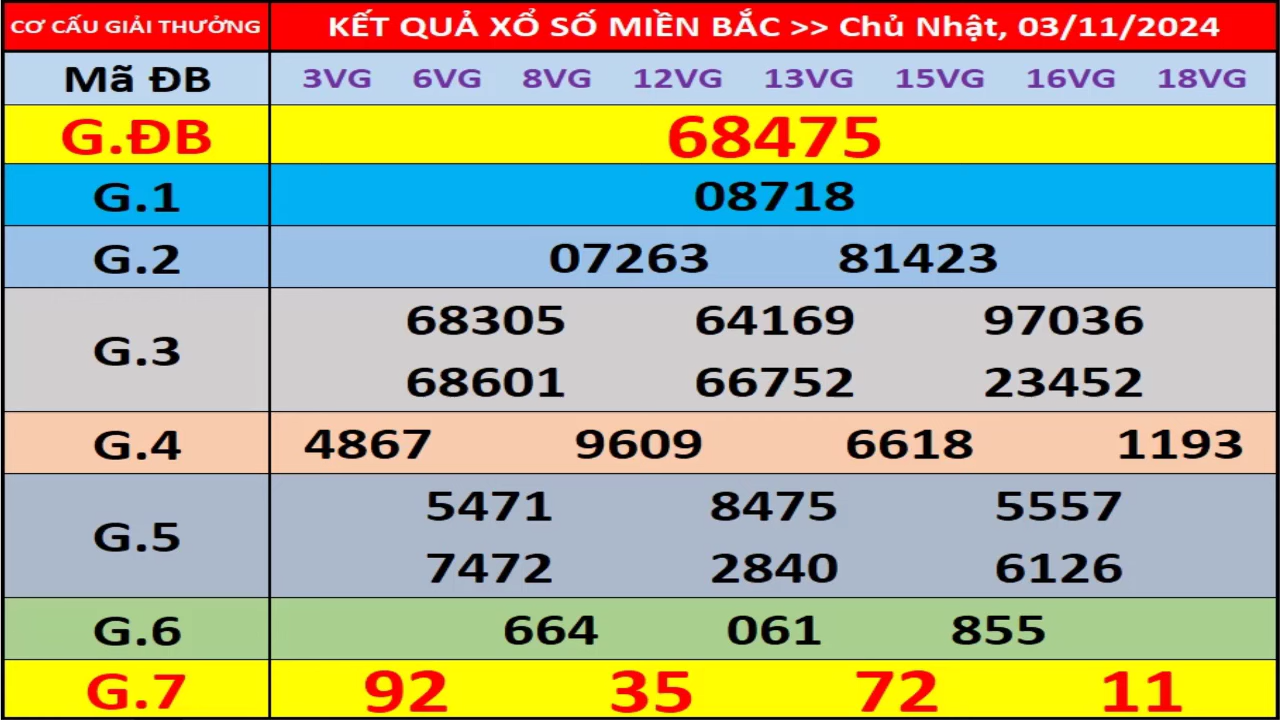 CƠ CẤU GIẢI THƯỞNG KẾT QUẢ XỔ SỐ MIỀN BẮC >> Chủ Nhật, 03/11/2024
Mã ĐB 3VG 6VG 8VG 12VG 13VG 15VG 16VG 18VG
G.ĐB 68475
G.1 08718
G.2 07263 81423
G.3
68305 64169 97036
68601 66752 23452
G.4 4867 9609 6618 1193
G.5
5471 8475 5557
7472 2840 6126
G.6 664 061 855
G.7 92 35 72 11